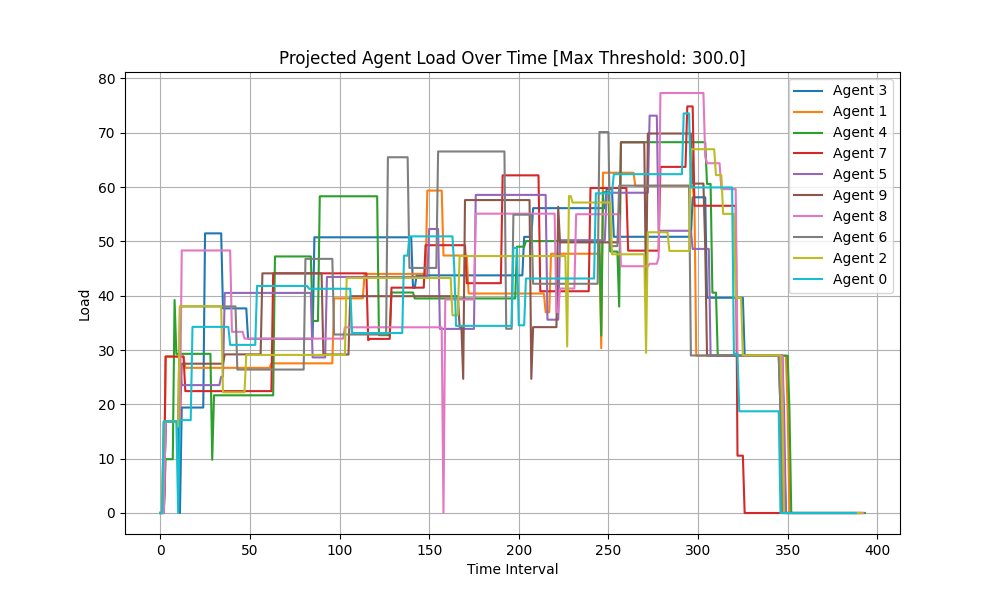 Projected Agent Load Over Time [Max Threshold: 300.0]
80
70
60
50
40
30
20
10
0
Load
0
50
100
150
200
250
300
350
400
Time Interval
Agent 3
Agent 1
Agent 4
Agent 7
Agent 5
Agent 9
Agent 8
Agent 6
Agent 2
Agent 0